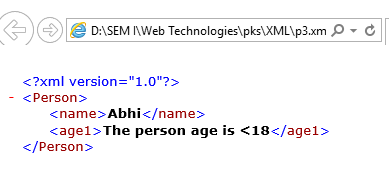 D:\SEM I\Web Technologies\pks\XML\p3.xm
<?xml version="1.0"?>
- <Person>
<name>Abhi</name>
<age1>The person age is <18</age1>
</Person>